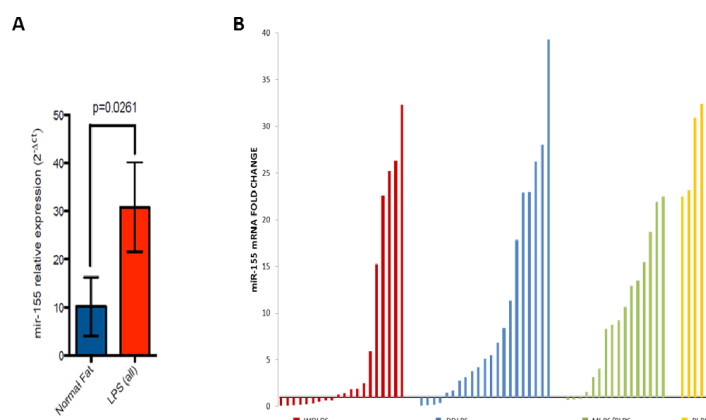 A
B
p=0.0261
mir-155 relative expression (2^-Δct)
50
40
30
20
10
0
Normal Fat
LPS (all)
miR-155 mRNA FOLD CHANGE
40
35
30
25
20
15
10
5
0